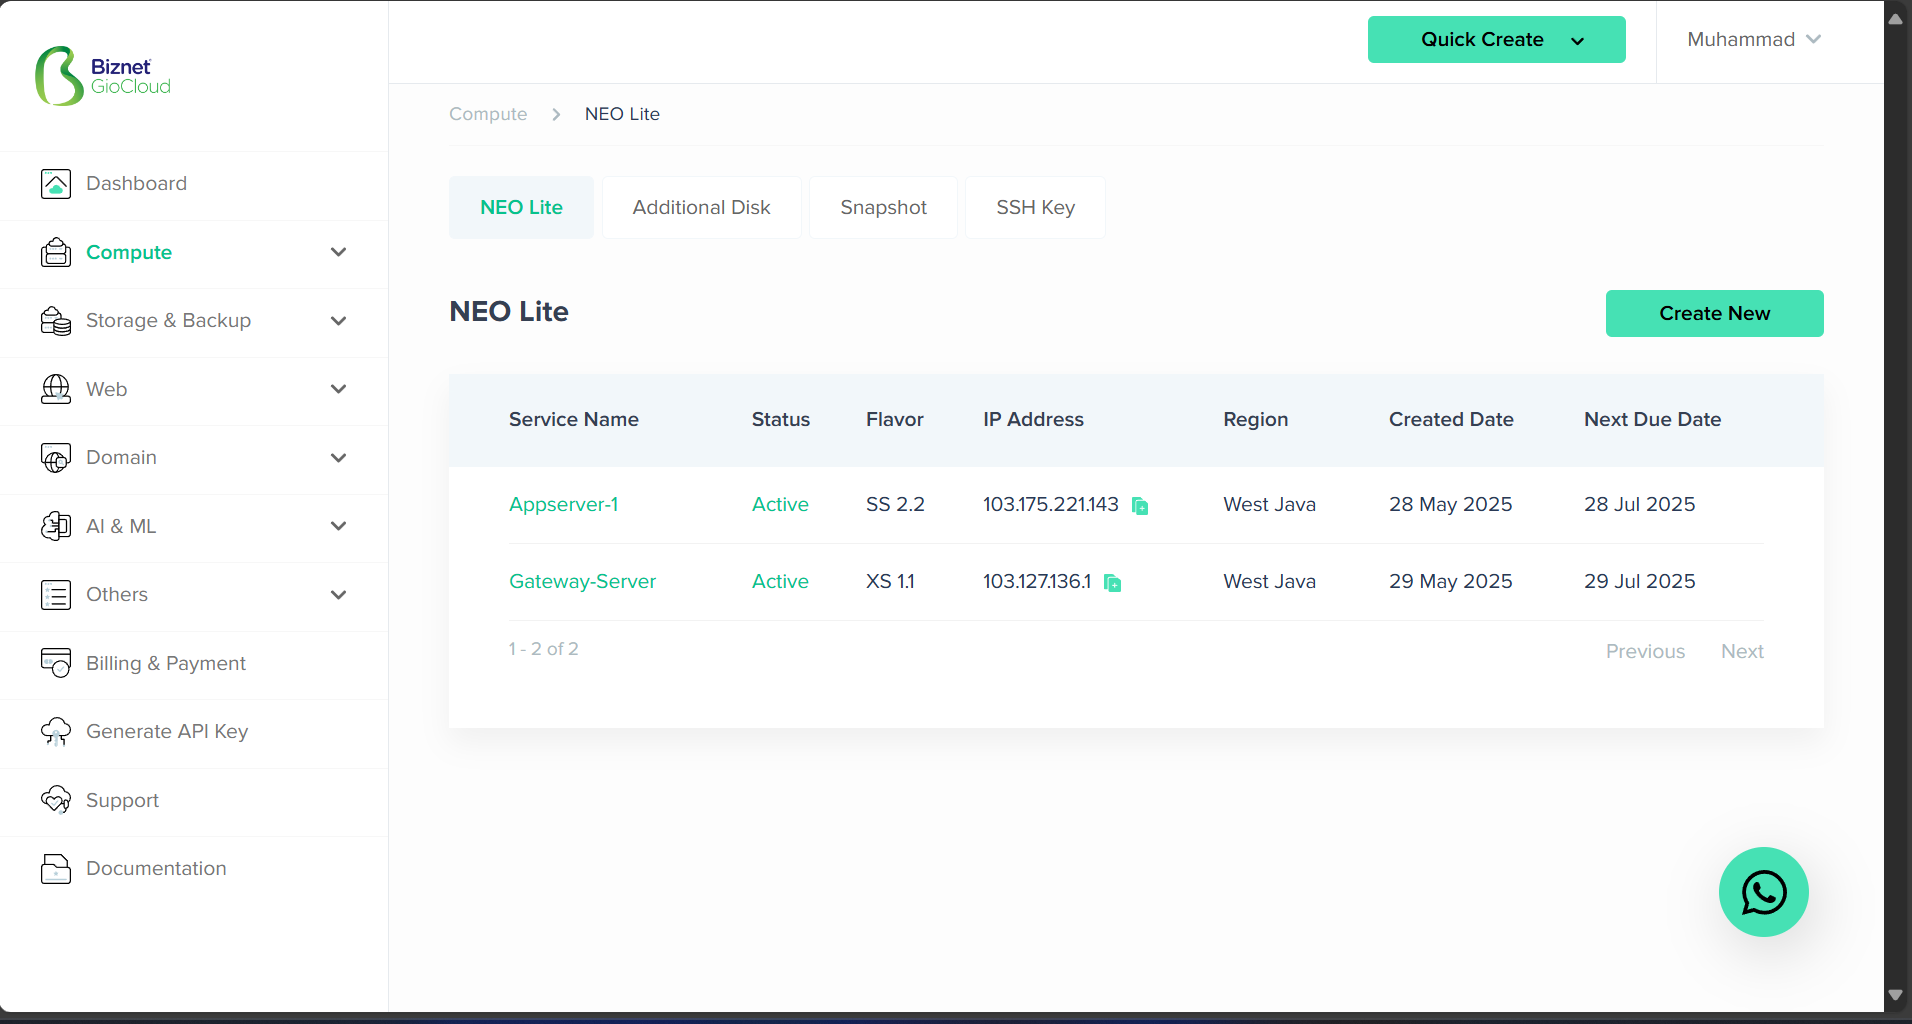 Biznet
GioCloud
Quick Create
Muhammad
Compute
NEO Lite
Dashboard
Compute
Storage & Backup
Web
Domain
AI & ML
Others
Billing & Payment
Generate API Key
Support
Documentation
NEO Lite
Additional Disk
Snapshot
SSH Key
NEO Lite
Create New
Service Name Status Flavor IP Address Region Created Date Next Due Date
Appserver-1 Active SS 2.2 103.175.221.143 West Java 28 May 2025 28 Jul 2025
Gateway-Server Active XS 1.1 103.127.136.1 West Java 29 May 2025 29 Jul 2025
1 - 2 of 2
Previous Next